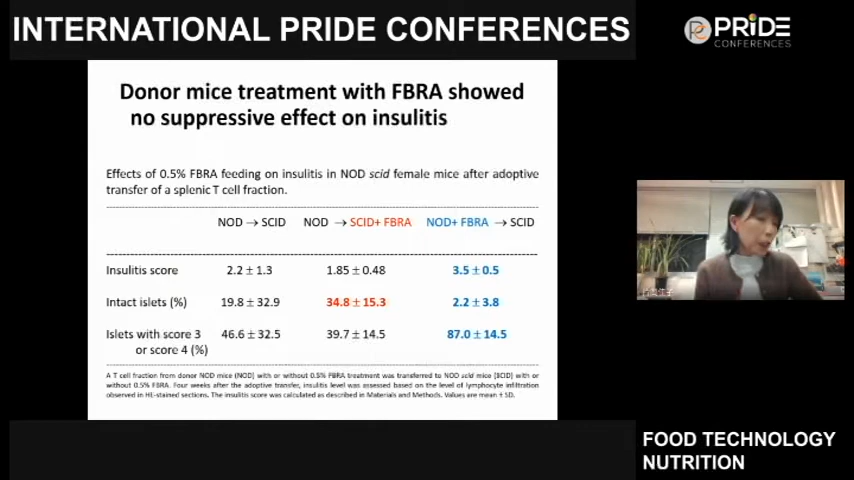 INTERNATIONAL PRIDE CONFERENCES
PRIDE
CONFERENCES
Donor mice treatment with FBRA showed
no suppressive effect on insulitis
Effects of 0.5% FBRA feeding on insulitis in NOD scid female mice after adoptive
transfer of a splenic T cell fraction.
NOD → SCID NOD → SCID+ FBRA NOD+ FBRA → SCID
Insulitis score 2.2 ± 1.3 1.85 ± 0.48 3.5 ± 0.5
Intact islets (%) 19.8 ± 32.9 34.8 ± 15.3 2.2 ± 3.8
Islets with score 3 46.6 ± 32.5 39.7 ± 14.5 87.0 ± 14.5
or score 4 (%)
A T cell fraction from donor NOD mice (NOD) with or without 0.5% FBRA treatment was transferred to NOD scid mice (SCID) with or
without 0.5% FBRA. Four weeks after the adoptive transfer, insulitis level was assessed based on the level of lymphocyte infiltration
observed in HE-stained sections. The insulitis score was calculated as described in Materials and Methods. Values are mean ± SD.
FOOD TECHNOLOGY
NUTRITION